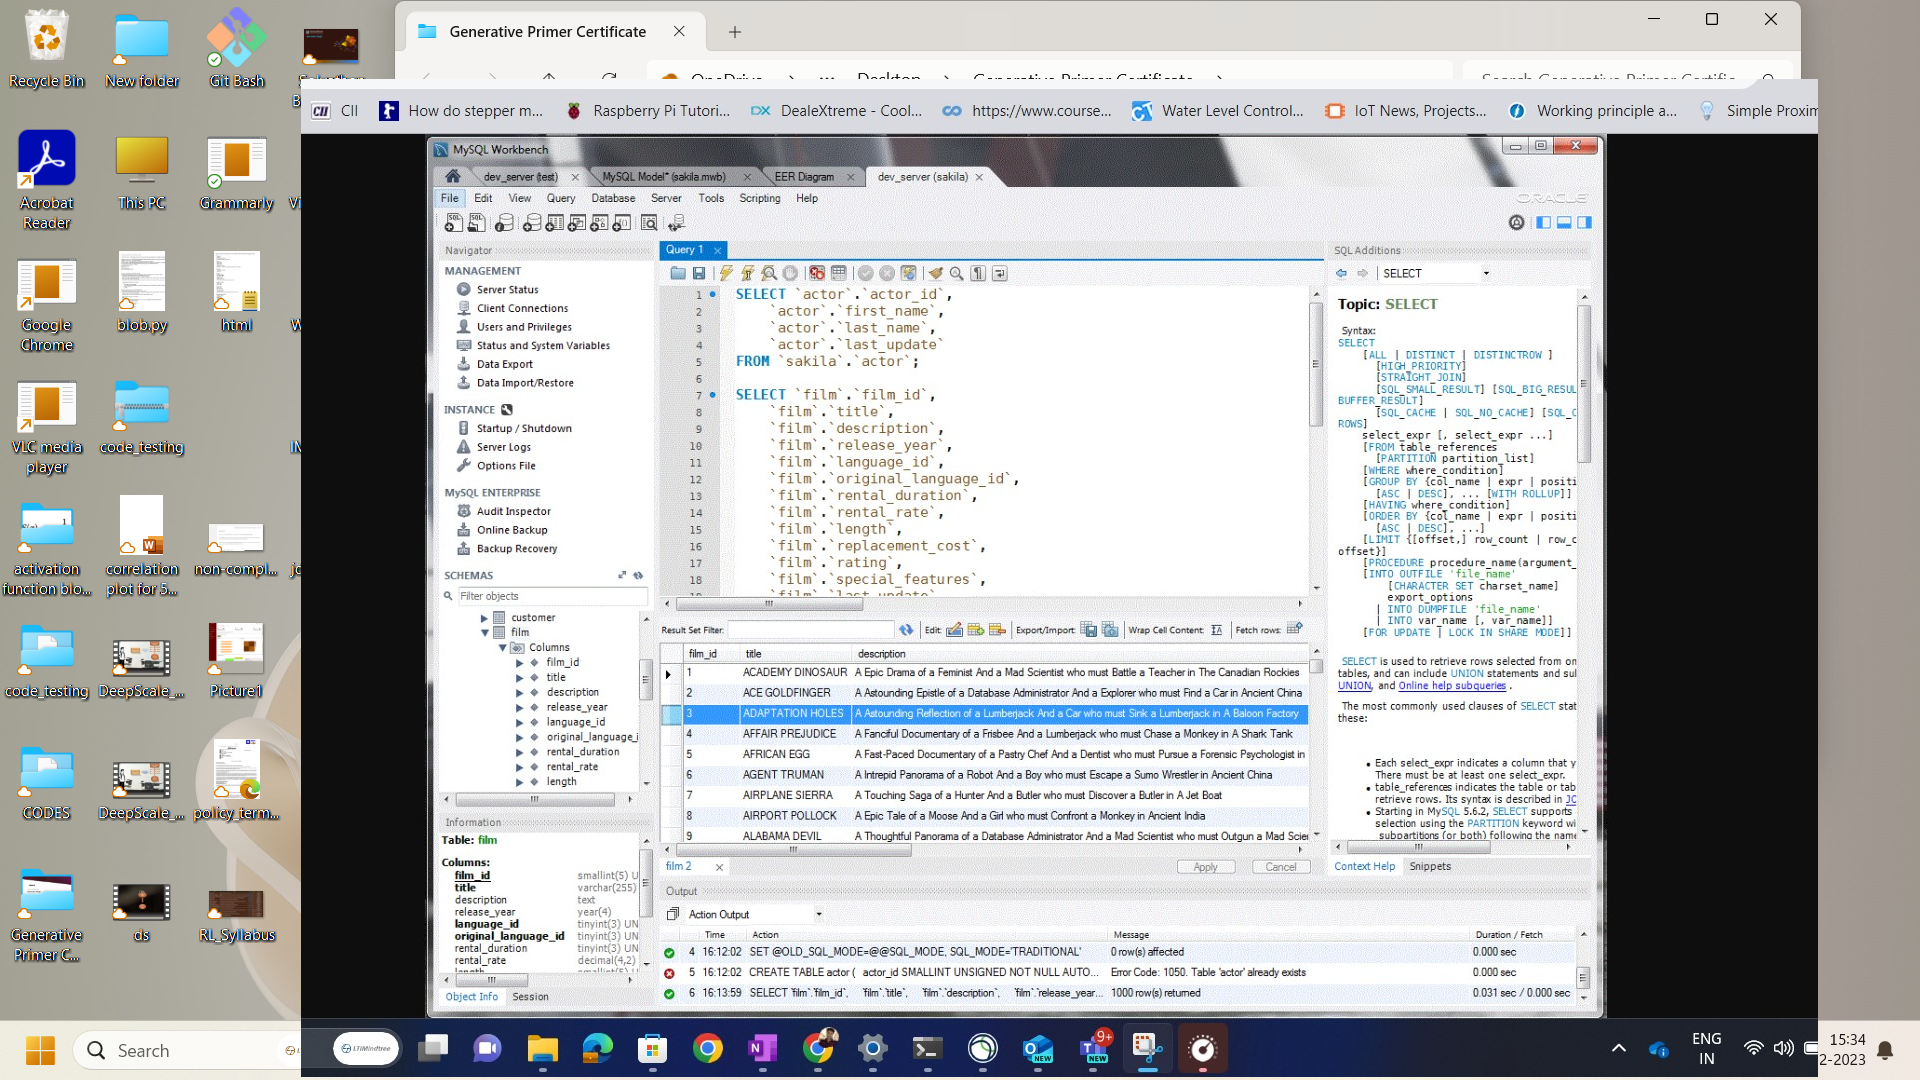 Recycle Bin
New folder
Git Bash
Acrobat
Reader
This PC
Grammarly
Google
Chrome
blob.py
html
VLC media
player
code_testing
activation
function blo...
correlation
plot for 5...
non-compl...
code_testing
DeepScale_...
Picture1
CODES
DeepScale_...
policy_term...
Generative
Primer C...
ds
RL_Syllabus
Generative Primer Certificate
CII
How do stepper m...
Raspberry Pi Tutori...
DealeXtreme - Cool...
https://www.course...
Water Level Control...
IoT News, Projects...
Working principle a...
Simple Proxim
MySQL Workbench
dev_server (test)
MySQL Model* (sakila.mwb)
EER Diagram
dev_server (sakila)
File Edit View Query Database Server Tools Scripting Help
ORACLE
Navigator
MANAGEMENT
Server Status
Client Connections
Users and Privileges
Status and System Variables
Data Export
Data Import/Restore
INSTANCE
Startup / Shutdown
Server Logs
Options File
MySQL ENTERPRISE
Audit Inspector
Online Backup
Backup Recovery
SCHEMAS
Filter objects
customer
film
Columns
film_id
title
description
release_year
language_id
original_language_i
rental_duration
rental_rate
length
Information
Table: film
Columns:
film_id smallint(5) U
title varchar(255)
description text
release_year year(4)
language_id tinyint(3) UN
original_language_id tinyint(3) UN
rental_duration tinyint(3) UN
rental_rate decimal(4,2)
Object Info Session
Query 1
1 SELECT `actor`.`actor_id`,
2 `actor`.`first_name`,
3 `actor`.`last_name`,
4 `actor`.`last_update`
5 FROM `sakila`.`actor`;
6
7 SELECT `film`.`film_id`,
8 `film`.`title`,
9 `film`.`description`,
10 `film`.`release_year`,
11 `film`.`language_id`,
12 `film`.`original_language_id`,
13 `film`.`rental_duration`,
14 `film`.`rental_rate`,
15 `film`.`length`,
16 `film`.`replacement_cost`,
17 `film`.`rating`,
18 `film`.`special_features`,
Result Set Filter: Edit: Export/Import: Wrap Cell Content: Fetch rows:
film_id title description
1 ACADEMY DINOSAUR A Epic Drama of a Feminist And a Mad Scientist who must Battle a Teacher in The Canadian Rockies
2 ACE GOLDFINGER A Astounding Epistle of a Database Administrator And a Explorer who must Find a Car in Ancient China
3 ADAPTATION HOLES A Astounding Reflection of a Lumberjack And a Car who must Sink a Lumberjack in A Baloon Factory
4 AFFAIR PREJUDICE A Fanciful Documentary of a Frisbee And a Lumberjack who must Chase a Monkey in A Shark Tank
5 AFRICAN EGG A Fast-Paced Documentary of a Pastry Chef And a Dentist who must Pursue a Forensic Psychologist in
6 AGENT TRUMAN A Intrepid Panorama of a Robot And a Boy who must Escape a Sumo Wrestler in Ancient China
7 AIRPLANE SIERRA A Touching Saga of a Hunter And a Butler who must Discover a Butler in A Jet Boat
8 AIRPORT POLLOCK A Epic Tale of a Moose And a Girl who must Confront a Monkey in Ancient India
9 ALABAMA DEVIL A Thoughtful Panorama of a Database Administrator And a Mad Scientist who must Outgun a Mad Scie
film 2
Apply Cancel
Output
Action Output
Time Action Message Duration / Fetch
4 16:12:02 SET @OLD_SQL_MODE=@@SQL_MODE, SQL_MODE='TRADITIONAL' 0 row(s) affected 0.000 sec
5 16:12:02 CREATE TABLE actor ( actor_id SMALLINT UNSIGNED NOT NULL AUTO... Error Code: 1050. Table 'actor' already exists 0.000 sec
6 16:13:59 SELECT `film`.`film_id`, `film`.`title`, `film`.`description`, `film`.`release_year... 1000 row(s) returned 0.031 sec / 0.000 sec
SQL Additions
SELECT
Topic: SELECT
Syntax:
SELECT
[ALL | DISTINCT | DISTINCTROW ]
[HIGH_PRIORITY]
[STRAIGHT_JOIN]
[SQL_SMALL_RESULT] [SQL_BIG_RESUL
BUFFER_RESULT]
[SQL_CACHE | SQL_NO_CACHE] [SQL_C
ROWS]
select_expr [, select_expr ...]
[FROM table_references
[PARTITION partition_list]
[WHERE where_condition]
[GROUP BY {col_name | expr | positi
[ASC | DESC], ... [WITH ROLLUP]]
[HAVING where_condition]
[ORDER BY {col_name | expr | positi
[ASC | DESC], ...]
[LIMIT {[offset,] row_count | row_c
offset}]
[PROCEDURE procedure_name(argument_
[INTO OUTFILE 'file_name'
[CHARACTER SET charset_name]
export_options
| INTO DUMPFILE 'file_name'
| INTO var_name [, var_name]]
[FOR UPDATE | LOCK IN SHARE MODE]]
SELECT is used to retrieve rows selected from on
tables, and can include UNION statements and sul
UNION, and Online help subqueries .
The most commonly used clauses of SELECT stat
these:
Each select_expr indicates a column that y
There must be at least one select_expr.
table_references indicates the table or tab
retrieve rows. Its syntax is described in JO
Starting in MySQL 5.6.2, SELECT supports
selection using the PARTITION keyword wi
subpartitions (or both) following the name
Context Help Snippets
Search
LTIMindtree
NEW
NEW
9+
ENG
IN
15:34
2-2023